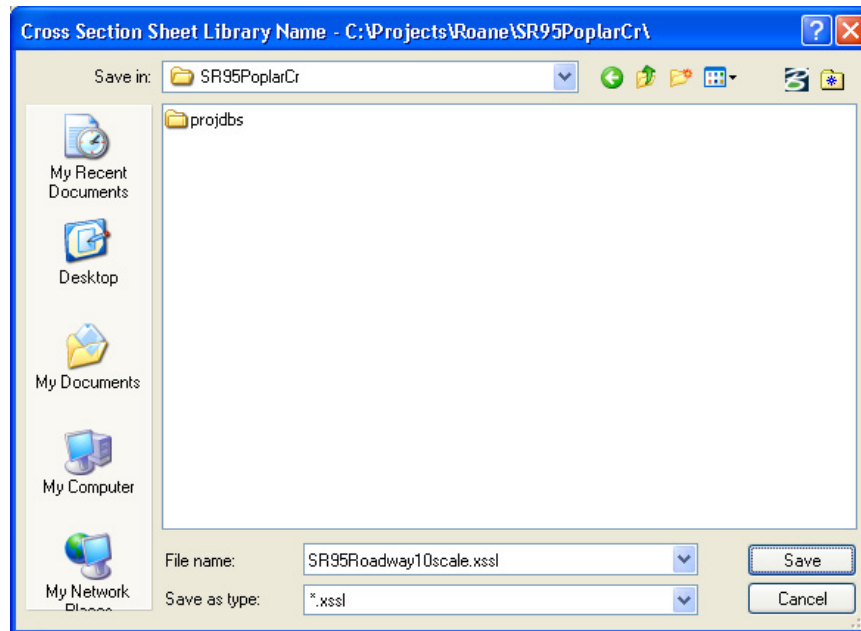 Cross Section Sheet Library Name - C:\Projects\Roane\SR95PoplarCr\
Save in:
SR95PoplarCr
projdbs
My Recent
Documents
Desktop
My Documents
My Computer
My Network
Places
File name:
SR95Roadway10scale.xssl
Save
Save as type:
*.xssl
Cancel